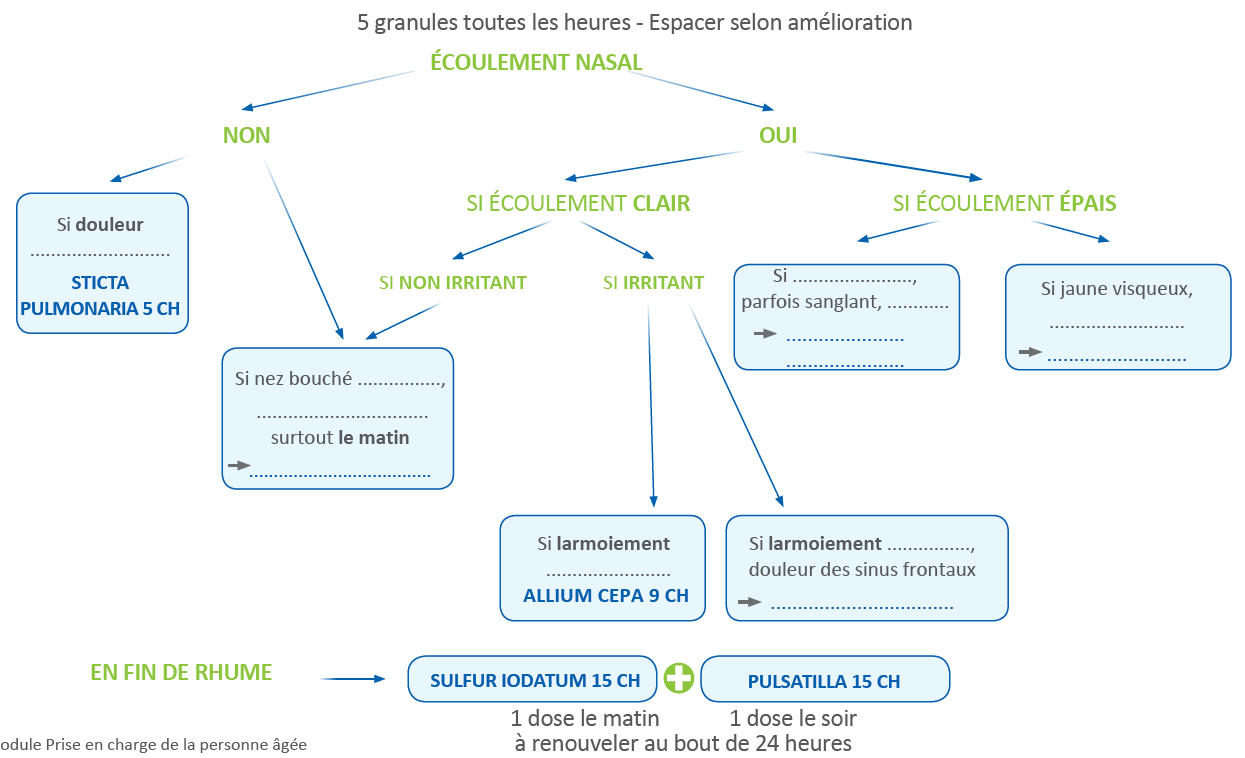 5 granules toutes les heures - Espacer selon amélioration
ÉCOULEMENT NASAL
NON
OUI
SI ÉCOULEMENT CLAIR
SI ÉCOULEMENT ÉPAIS
Si douleur
............................
STICTA
PULMONARIA 5 CH
SI NON IRRITANT
SI IRRITANT
Si ........................,
parfois sanglant, ............
........................
........................
Si jaune visqueux,
...........................
............................
Si nez bouché ................,
..................................
surtout le matin
....................................
Si larmoiement
.........................
ALLIUM CEPA 9 CH
Si larmoiement ................,
douleur des sinus frontaux
.....................................
EN FIN DE RHUME
SULFUR IODATUM 15 CH
PULSATILLA 15 CH
1 dose le matin
1 dose le soir
à renouveler au bout de 24 heures
odule Prise en charge de la personne âgée